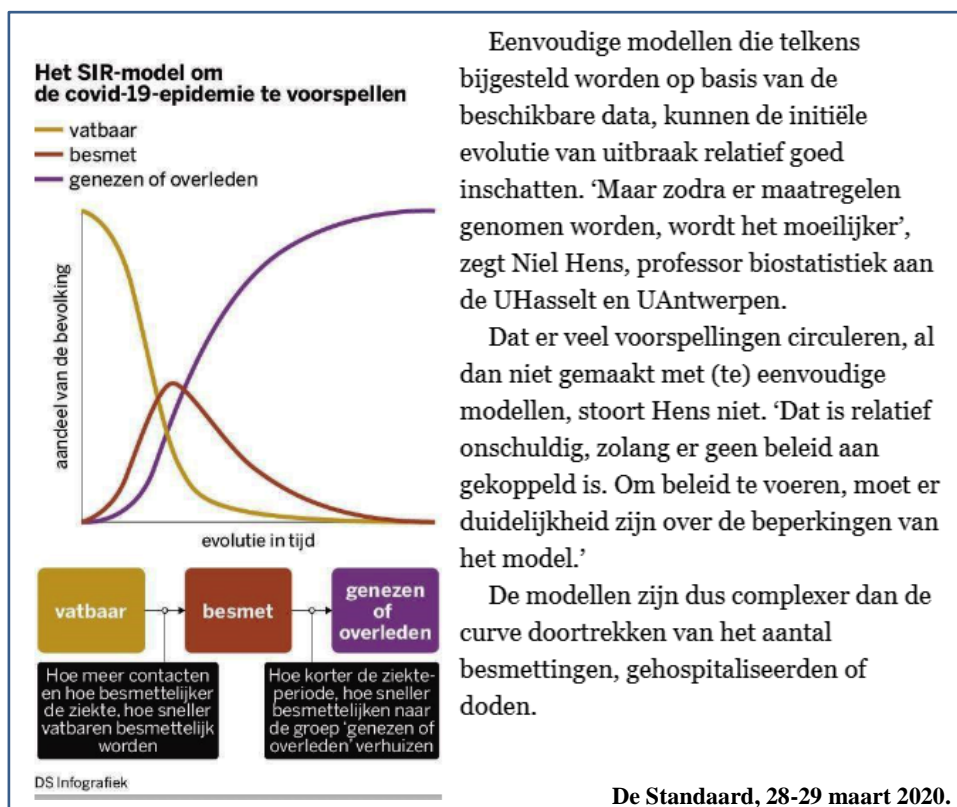 Het SIR-model om
de covid-19-epidemie te voorspellen
vatbaar
besmet
genezen of overleden
aandeel van de bevolking
evolutie in tijd
vatbaar
besmet
genezen
of
overleden
Hoe meer contacten
en hoe besmettelijker
de ziekte, hoe sneller
vatbaren besmettelijk
worden
Hoe korter de ziekte-
periode, hoe sneller
besmettelijken naar
de groep ‘genezen of
overleden’ verhuizen
DS Infografiek
Eenvoudige modellen die telkens
bijgesteld worden op basis van de
beschikbare data, kunnen de initiële
evolutie van uitbraak relatief goed
inschatten. ‘Maar zodra er maatregelen
genomen worden, wordt het moeilijker’,
zegt Niel Hens, professor biostatistiek aan
de UHasselt en UAntwerpen.
Dat er veel voorspellingen circuleren, al
dan niet gemaakt met (te) eenvoudige
modellen, stoort Hens niet. ‘Dat is relatief
onschuldig, zolang er geen beleid aan
gekoppeld is. Om beleid te voeren, moet er
duidelijkheid zijn over de beperkingen van
het model.’
De modellen zijn dus complexer dan de
curve doortrekken van het aantal
besmettingen, gehospitaliseerden of
doden.
De Standaard, 28-29 maart 2020.